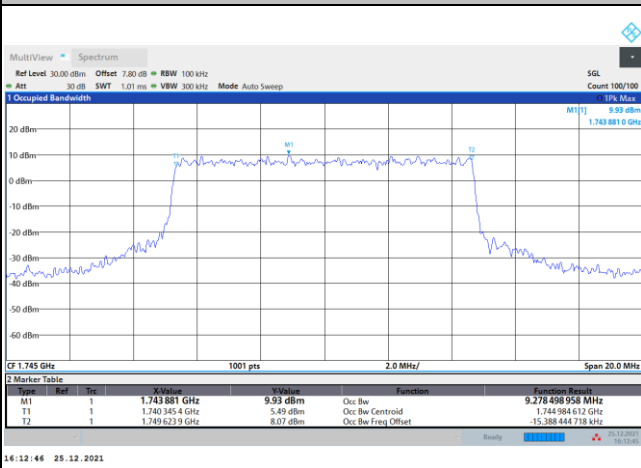 MultiView Spectrum
Ref Level 30.00 dBm Offset 7.80 dB RBW 100 kHz SGL
Att 30 dB SWT 1.01 ms VBW 300 kHz Mode Auto Sweep Count 100/100
1 Occupied Bandwidth 1Pk Max
M1[1] 9.93 dBm
1.743 881 0 GHz
20 dBm
M1
T1 T2
10 dBm
0 dBm
-10 dBm
-20 dBm
-30 dBm
-40 dBm
-50 dBm
-60 dBm
CF 1.745 GHz 1001 pts 2.0 MHz/ Span 20.0 MHz
2 Marker Table
Type Ref Trc X-Value Y-Value Function Function Result
M1 1 1.743 881 GHz 9.93 dBm Occ Bw 9.278 498 958 MHz
T1 1 1.740 345 4 GHz 5.49 dBm Occ Bw Centroid 1.744 984 612 GHz
T2 1 1.749 623 9 GHz 8.07 dBm Occ Bw Freq Offset -15.388 444 718 kHz
Ready 25.12.2021
16:12:45
16:12:46 25.12.2021